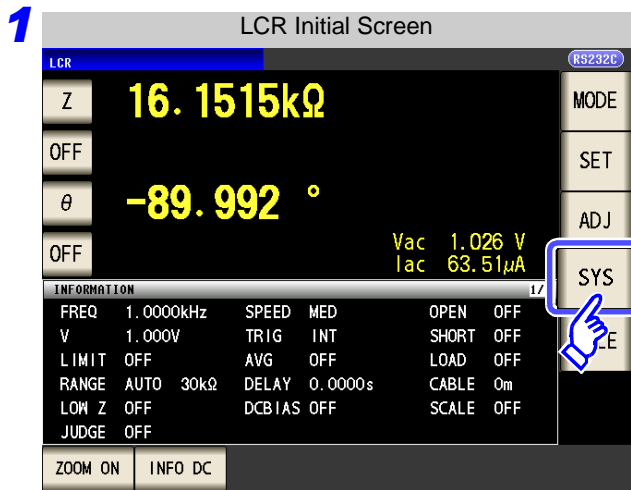 1
LCR Initial Screen
LCR
RS232C
Z 16.1515kΩ
MODE
OFF
SET
θ -89.992 °
ADJ
OFF
Vac 1.026 V
Iac 63.51μA
SYS
INFORMATION 1/
FREQ 1.0000kHz SPEED MED OPEN OFF
V 1.000V TRIG INT SHORT OFF
LIMIT OFF AVG OFF LOAD OFF
RANGE AUTO 30kΩ DELAY 0.0000s CABLE 0m
LOW Z OFF DCBIAS OFF SCALE OFF
JUDGE OFF
ZOOM ON INFO DC